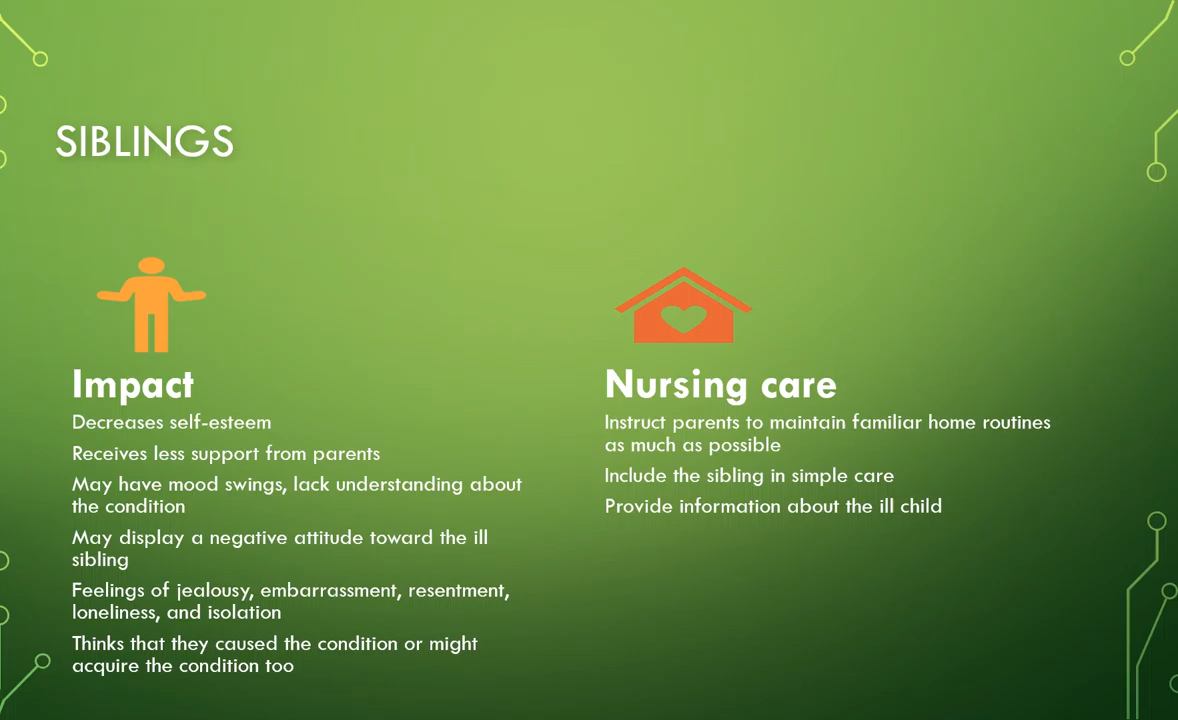 SIBLINGS
Impact
Decreases self-esteem
Receives less support from parents
May have mood swings, lack understanding about
the condition
May display a negative attitude toward the ill
sibling
Feelings of jealousy, embarrassment, resentment,
loneliness, and isolation
Thinks that they caused the condition or might
acquire the condition too
Nursing care
Instruct parents to maintain familiar home routines
as much as possible
Include the sibling in simple care
Provide information about the ill child